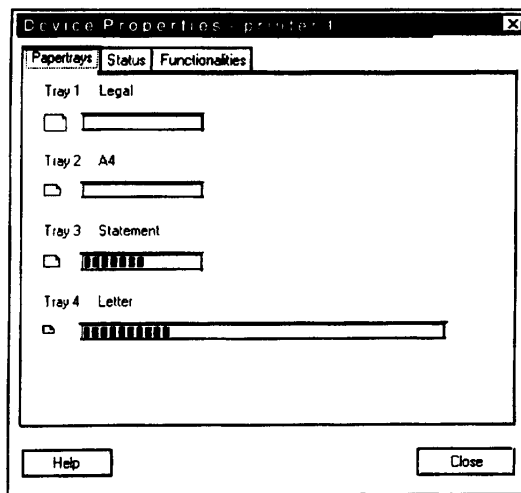 Device Properties - printer 1
Papertrays Status Functionalities
Tray 1 Legal
Tray 2 A4
Tray 3 Statement
Tray 4 Letter
Help Close